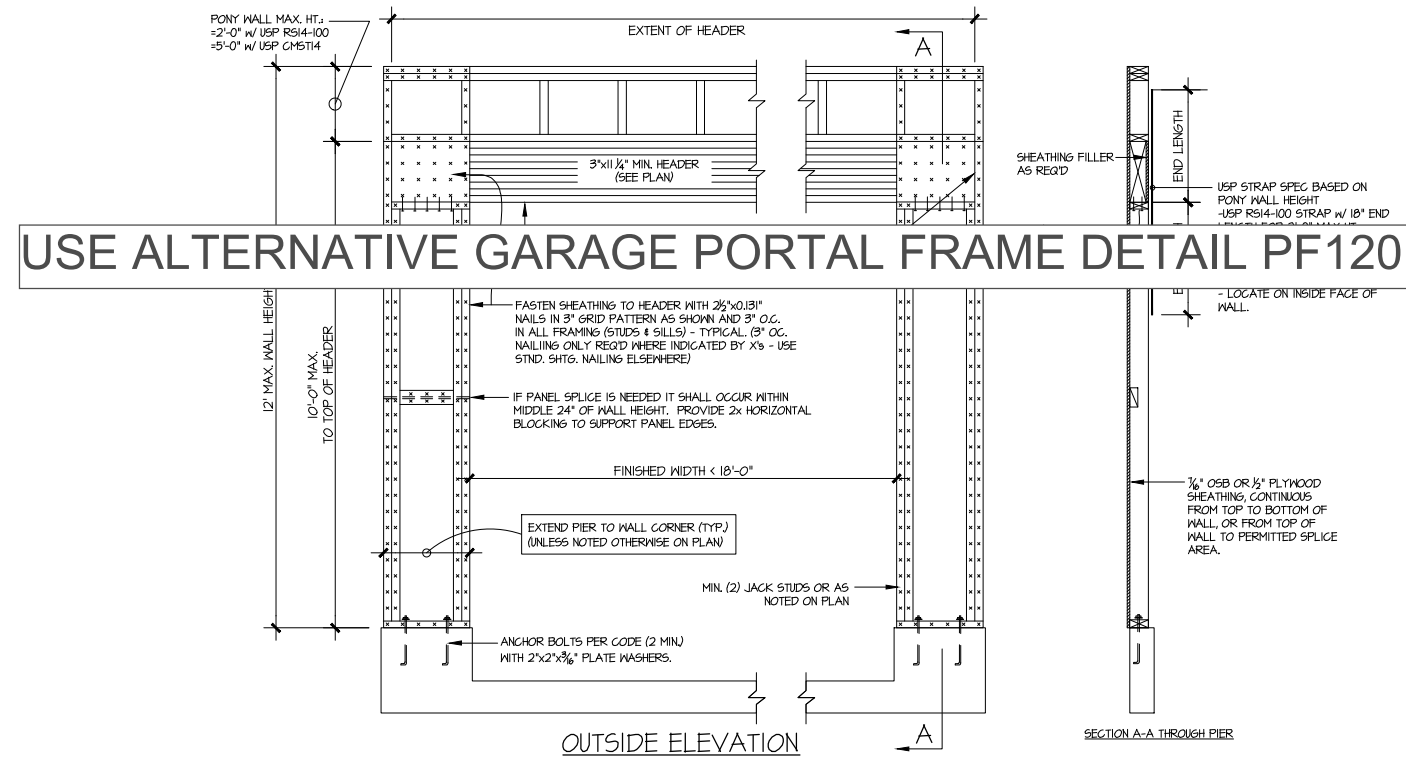 PONY WALL MAX. HT.:
=2'-0" W/ USP RS14-100
=5'-0" W/ USP CMST14
EXTENT OF HEADER
A
3"x11 1/4" MIN. HEADER
(SEE PLAN)
SHEATHING FILLER
AS REQ'D
END LENGTH
USP STRAP SPEC BASED ON
PONY WALL HEIGHT
-USP RS14-100 STRAP W/ 18" END
USE ALTERNATIVE GARAGE PORTAL FRAME DETAIL PF120
- LOCATE ON INSIDE FACE OF
WALL.
12' MAX. WALL HEIGHT
10'-0" MAX.
TO TOP OF HEADER
FASTEN SHEATHING TO HEADER WITH 2½"x0.131"
NAILS IN 3" GRID PATTERN AS SHOWN AND 3" O.C.
IN ALL FRAMING (STUDS & SILLS) - TYPICAL. (3" OC.
NAILIING ONLY REQ'D WHERE INDICATED BY X's - USE
STND. SHTG. NAILING ELSEWHERE)
IF PANEL SPLICE IS NEEDED IT SHALL OCCUR WITHIN
MIDDLE 24" OF WALL HEIGHT. PROVIDE 2x HORIZONTAL
BLOCKING TO SUPPORT PANEL EDGES.
FINISHED WIDTH < 18'-0"
EXTEND PIER TO WALL CORNER (TYP.)
(UNLESS NOTED OTHERWISE ON PLAN)
7/16" OSB OR ½" PLYWOOD
SHEATHING, CONTINUOUS
FROM TOP TO BOTTOM OF
WALL, OR FROM TOP OF
WALL TO PERMITTED SPLICE
AREA.
MIN. (2) JACK STUDS OR AS
NOTED ON PLAN
ANCHOR BOLTS PER CODE (2 MIN.)
WITH 2"x2"x3/16" PLATE WASHERS.
A
OUTSIDE ELEVATION
SECTION A-A THROUGH PIER